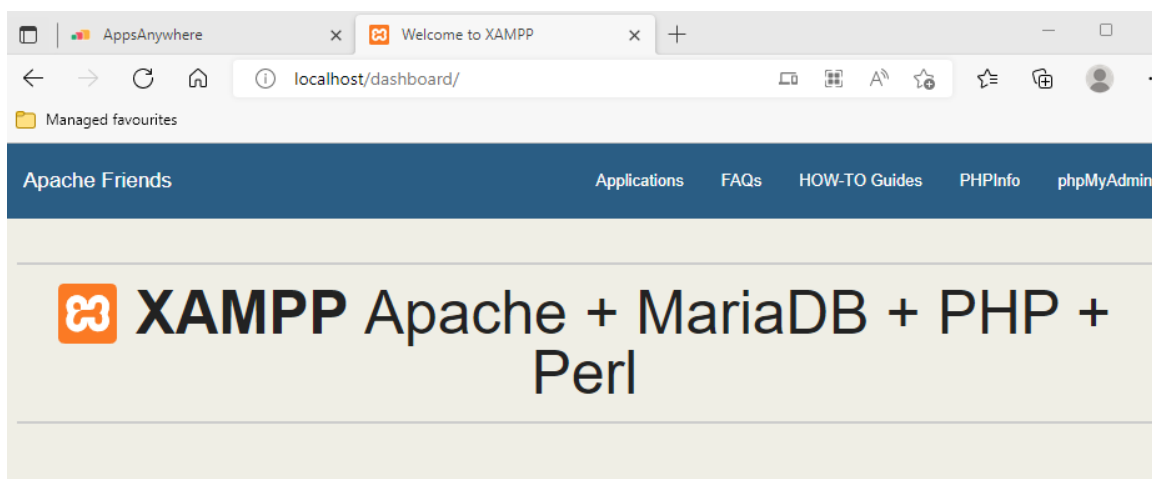 AppsAnywhere
Welcome to XAMPP
localhost/dashboard/
Managed favourites
Apache Friends
Applications
FAQs
HOW-TO Guides
PHPInfo
phpMyAdmin
XAMPP Apache + MariaDB + PHP +
Perl